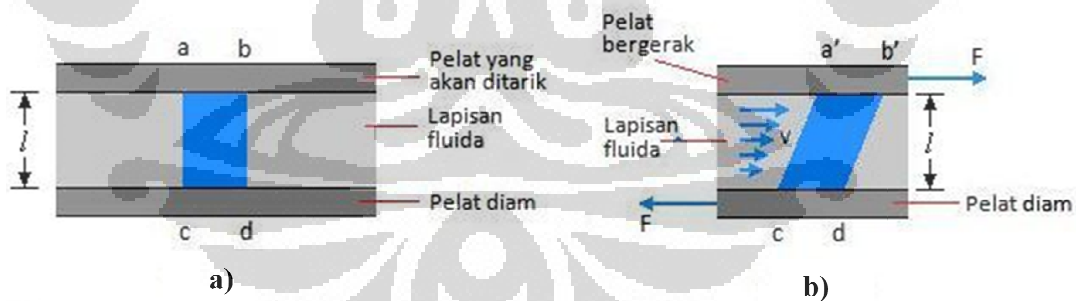 a b
Pelat yang
akan ditarik
l
Lapisan
fluida
Pelat diam
c d
a)
Pelat
bergerak
a' b'
F
Lapisan
fluida
v
l
Pelat diam
F
c d
b)